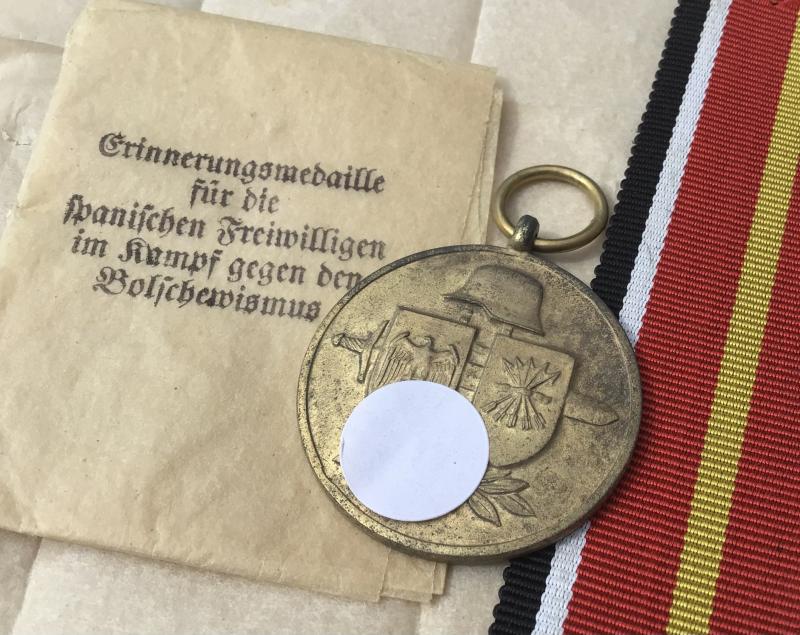 Erinnerungsmedaille
für die
spanischen Freiwilligen
im Kampf gegen den
Bolschewismus